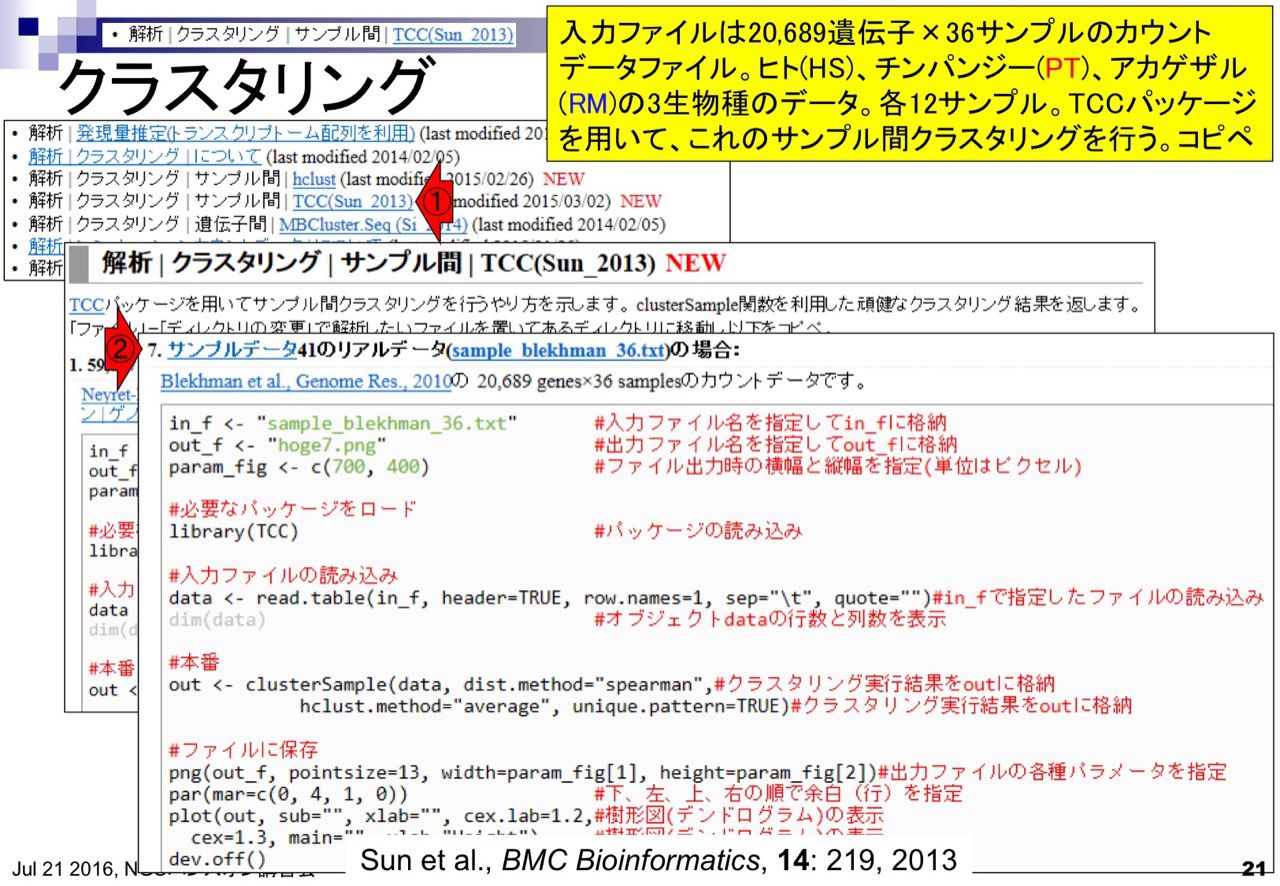 • 解析 | クラスタリング | サンプル間 | TCC(Sun_2013)
クラスタリング
入力ファイルは20,689遺伝子×36サンプルのカウント
データファイル。ヒト(HS)、チンパンジー(PT)、アカゲザル
(RM)の3生物種のデータ。各12サンプル。TCCパッケージ
を用いて、これのサンプル間クラスタリングを行う。コピペ
• 解析 | 発現量推定(トランスクリプトーム配列を利用) (last modified 201
• 解析 | クラスタリング | について (last modified 2014/02/05)
• 解析 | クラスタリング | サンプル間 | hclust (last modifie 2015/02/26) NEW
• 解析 | クラスタリング | サンプル間 | TCC(Sun_2013) modified 2015/03/02) NEW
①
• 解析 | クラスタリング | 遺伝子間 | MBCluster.Seq (Si_2014) (last modified 2014/02/05)
• 解析
• 解析
解析 | クラスタリング | サンプル間 | TCC(Sun_2013) NEW
TCCパッケージを用いてサンプル間クラスタリングを行うやり方を示します。clusterSample関数を利用した頑健なクラスタリング結果を返します。
「ファイル」-「ディレクトリの変更」で解析したいファイルを置いてあるディレクトリに移動し以下をコピペ。
②
7. サンプルデータ41のリアルデータ(sample_blekhman_36.txt)の場合:
1. 59,
Blekhman et al., Genome Res., 2010の 20,689 genes×36 samplesのカウントデータです。
Neyret-
ン | ゲノ
in_f
out_f
param
#必要
libra
#入力
data
dim(d
#本番
out <
in_f <- "sample_blekhman_36.txt" #入力ファイル名を指定してin_fに格納
out_f <- "hoge7.png" #出力ファイル名を指定してout_fに格納
param_fig <- c(700, 400) #ファイル出力時の横幅と縦幅を指定(単位はピクセル)
#必要なパッケージをロード
library(TCC) #パッケージの読み込み
#入力ファイルの読み込み
data <- read.table(in_f, header=TRUE, row.names=1, sep="\t", quote="")#in_fで指定したファイルの読み込み
dim(data) #オブジェクトdataの行数と列数を表示
#本番
out <- clusterSample(data, dist.method="spearman",#クラスタリング実行結果をoutに格納
hclust.method="average", unique.pattern=TRUE)#クラスタリング実行結果をoutに格納
#ファイルに保存
png(out_f, pointsize=13, width=param_fig[1], height=param_fig[2])#出力ファイルの各種パラメータを指定
par(mar=c(0, 4, 1, 0)) #下、左、上、右の順で余白（行）を指定
plot(out, sub="", xlab="", cex.lab=1.2,#樹形図(デンドログラム)の表示
cex=1.3, main="", ylab="Height") #樹形図(デンドログラム)の表示
dev.off()
Sun et al., BMC Bioinformatics, 14: 219, 2013
Jul 21 2016,
21